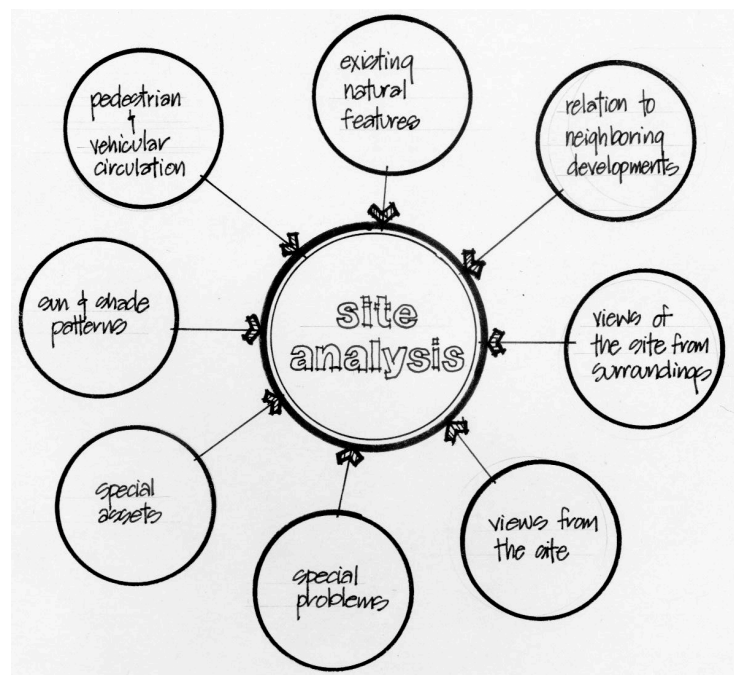 existing
natural
features
relation to
neighboring
developments
views of
the site from
surroundings
views from
the site
special
problems
special
assets
sun & shade
patterns
pedestrian
&
vehicular
circulation
site
analysis